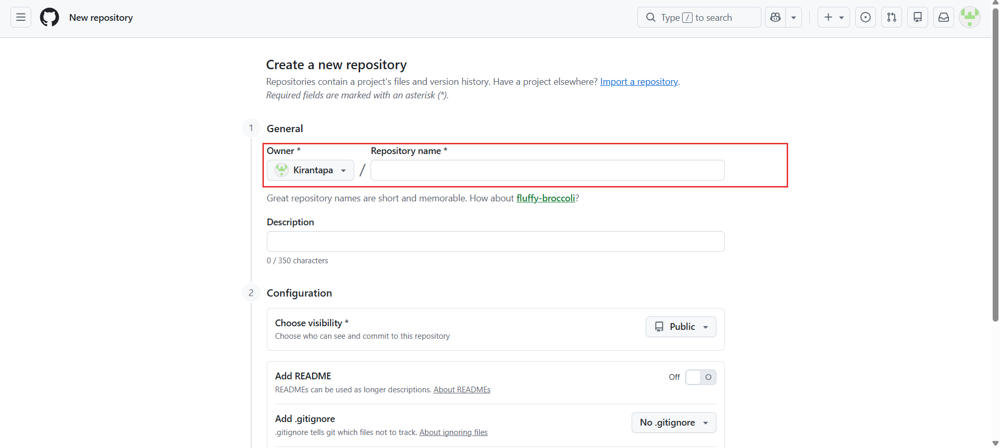 New repository
Type / to search
Create a new repository
Repositories contain a project's files and version history. Have a project elsewhere? Import a repository.
Required fields are marked with an asterisk (*).
1 General
Owner * Repository name *
Kirantapa /
Great repository names are short and memorable. How about fluffy-broccoli?
Description
0 / 350 characters
2 Configuration
Choose visibility *
Choose who can see and commit to this repository
Public
Add README
READMEs can be used as longer descriptions. About READMEs
Off
Add .gitignore
.gitignore tells git which files not to track. About ignoring files
No .gitignore